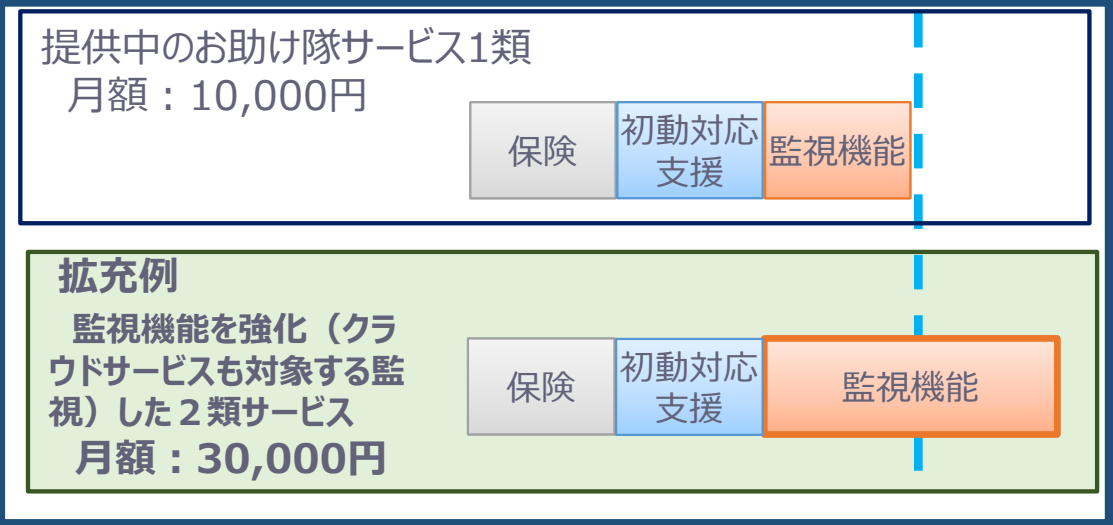 提供中のお助け隊サービス1類
月額：10,000円
保険
初動対応
支援
監視機能
拡充例
監視機能を強化（クラ
ウドサービスも対象する監
視）した２類サービス
月額：30,000円
保険
初動対応
支援
監視機能